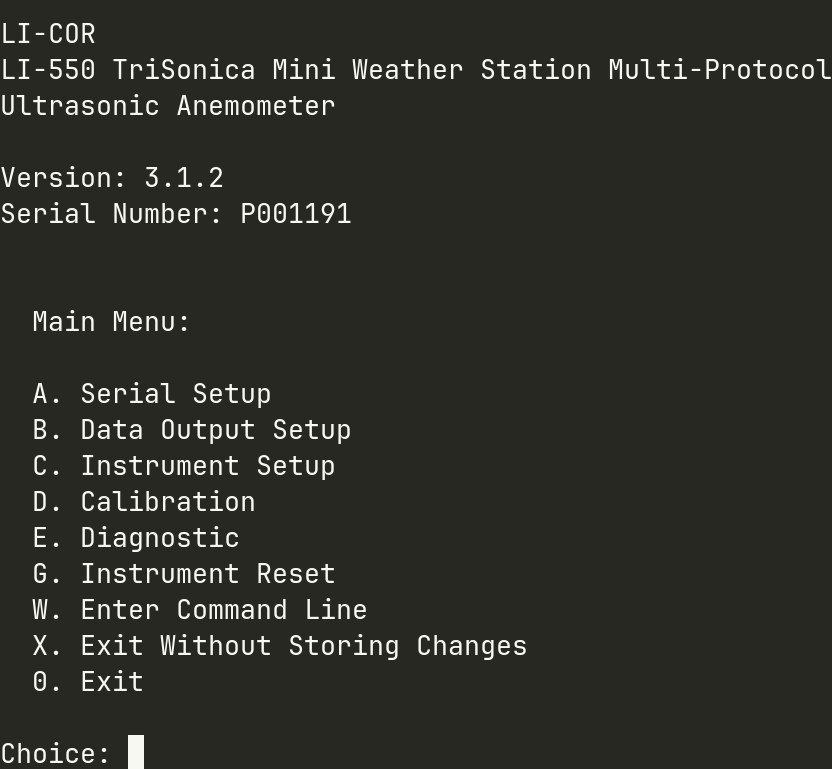 LI-COR
LI-550 TriSonica Mini Weather Station Multi-Protocol
Ultrasonic Anemometer
Version: 3.1.2
Serial Number: P001191
Main Menu:
A. Serial Setup
B. Data Output Setup
C. Instrument Setup
D. Calibration
E. Diagnostic
G. Instrument Reset
W. Enter Command Line
X. Exit Without Storing Changes
0. Exit
Choice: